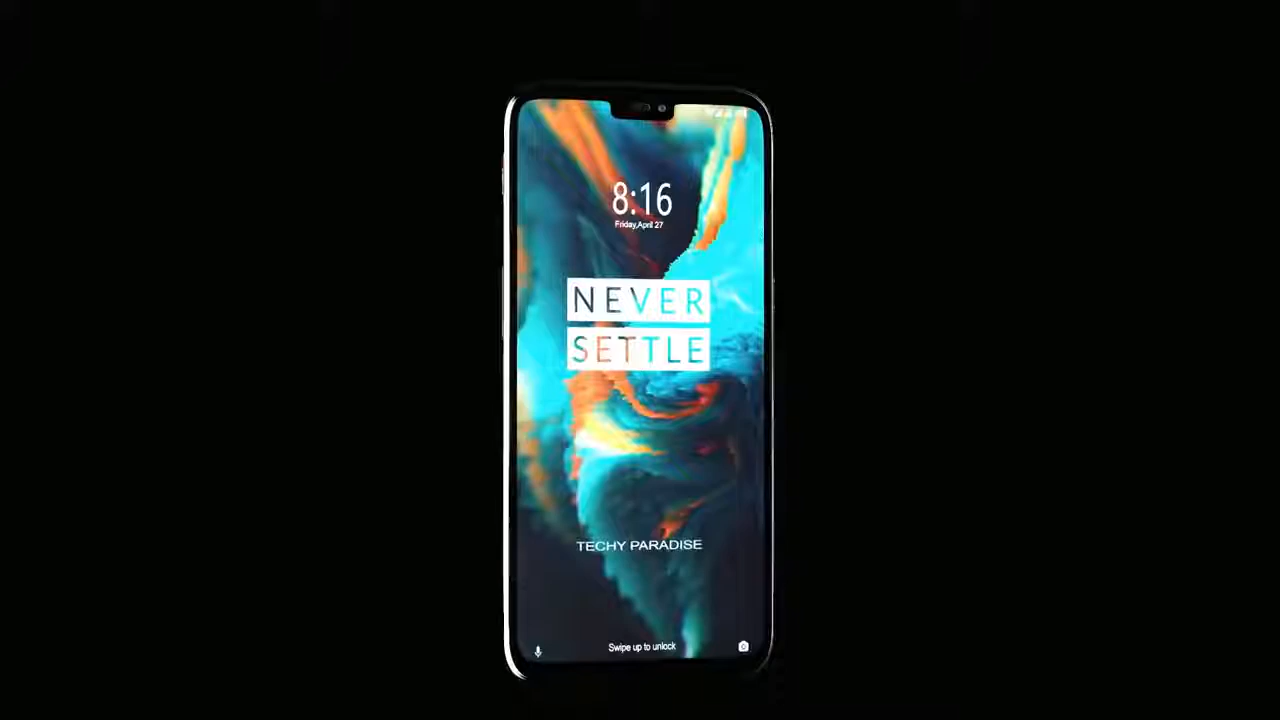 8:16
Friday,April 27
NEVER
SETTLE
TECHY PARADISE
Swipe up to unlock